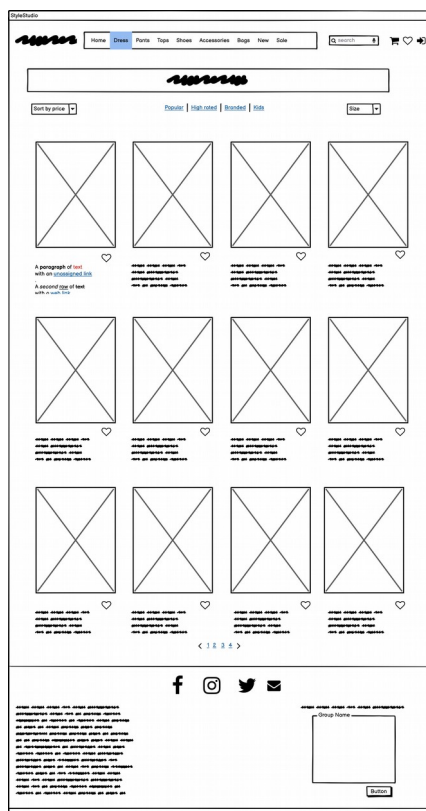 StyleStudio
Home Dress Pants Tops Shoes Accessories Bags New Sale
search
Sort by price
Popular | High rated | Branded | Kids
Size
A paragraph of text
with an unassigned link
A second row of text
with a web link
< 1 2 3 4 >
Group Name
Button